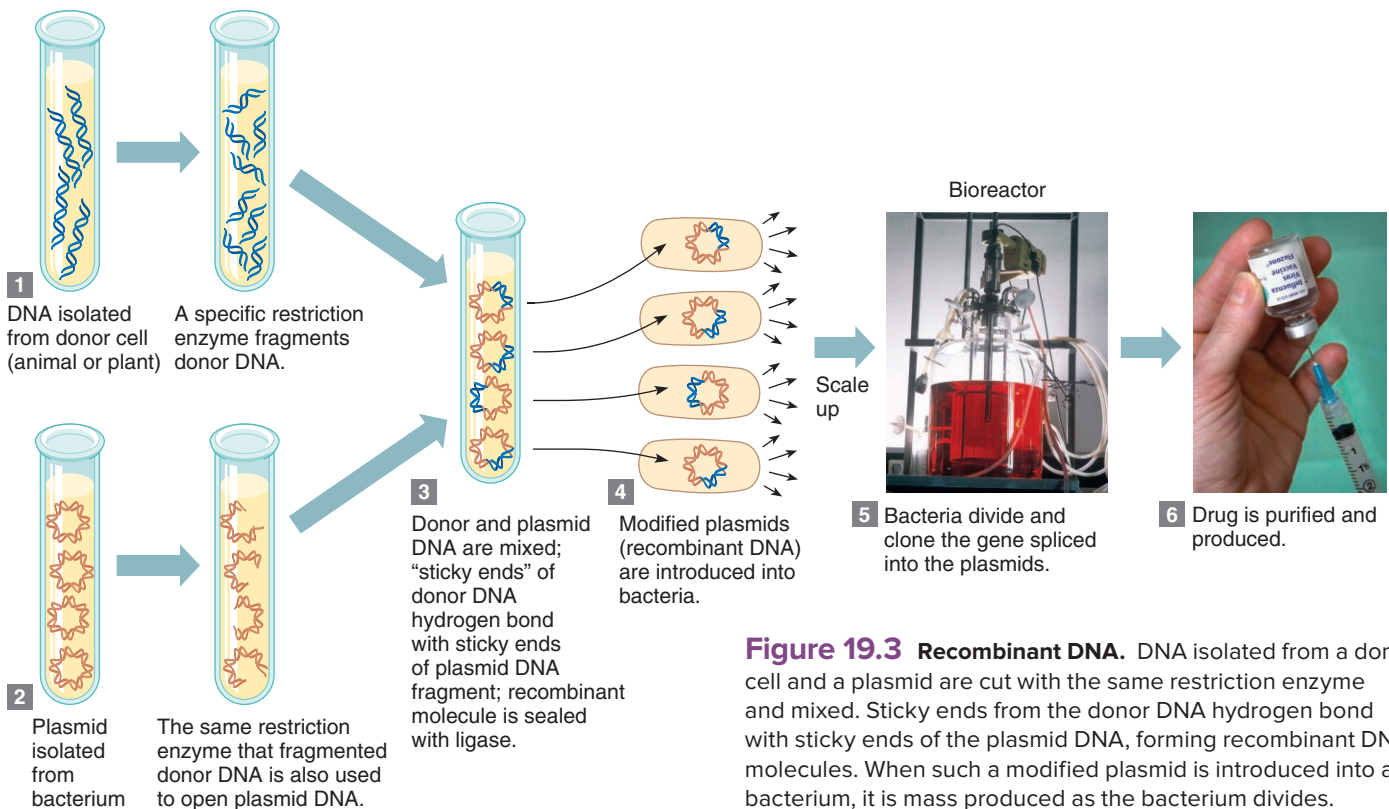 1
DNA isolated
from donor cell
(animal or plant)
A specific restriction
enzyme fragments
donor DNA.
2
Plasmid
isolated
from
bacterium
The same restriction
enzyme that fragmented
donor DNA is also used
to open plasmid DNA.
3
Donor and plasmid
DNA are mixed;
“sticky ends” of
donor DNA
hydrogen bond
with sticky ends
of plasmid DNA
fragment; recombinant
molecule is sealed
with ligase.
4
Modified plasmids
(recombinant DNA)
are introduced into
bacteria.
Scale
up
Bioreactor
5 Bacteria divide and
clone the gene spliced
into the plasmids.
Influenza
Virus
Vaccine
Fluzone
1
6 Drug is purified and
produced.
Figure 19.3 Recombinant DNA. DNA isolated from a don
cell and a plasmid are cut with the same restriction enzyme
and mixed. Sticky ends from the donor DNA hydrogen bond
with sticky ends of the plasmid DNA, forming recombinant DN
molecules. When such a modified plasmid is introduced into a
bacterium, it is mass produced as the bacterium divides.